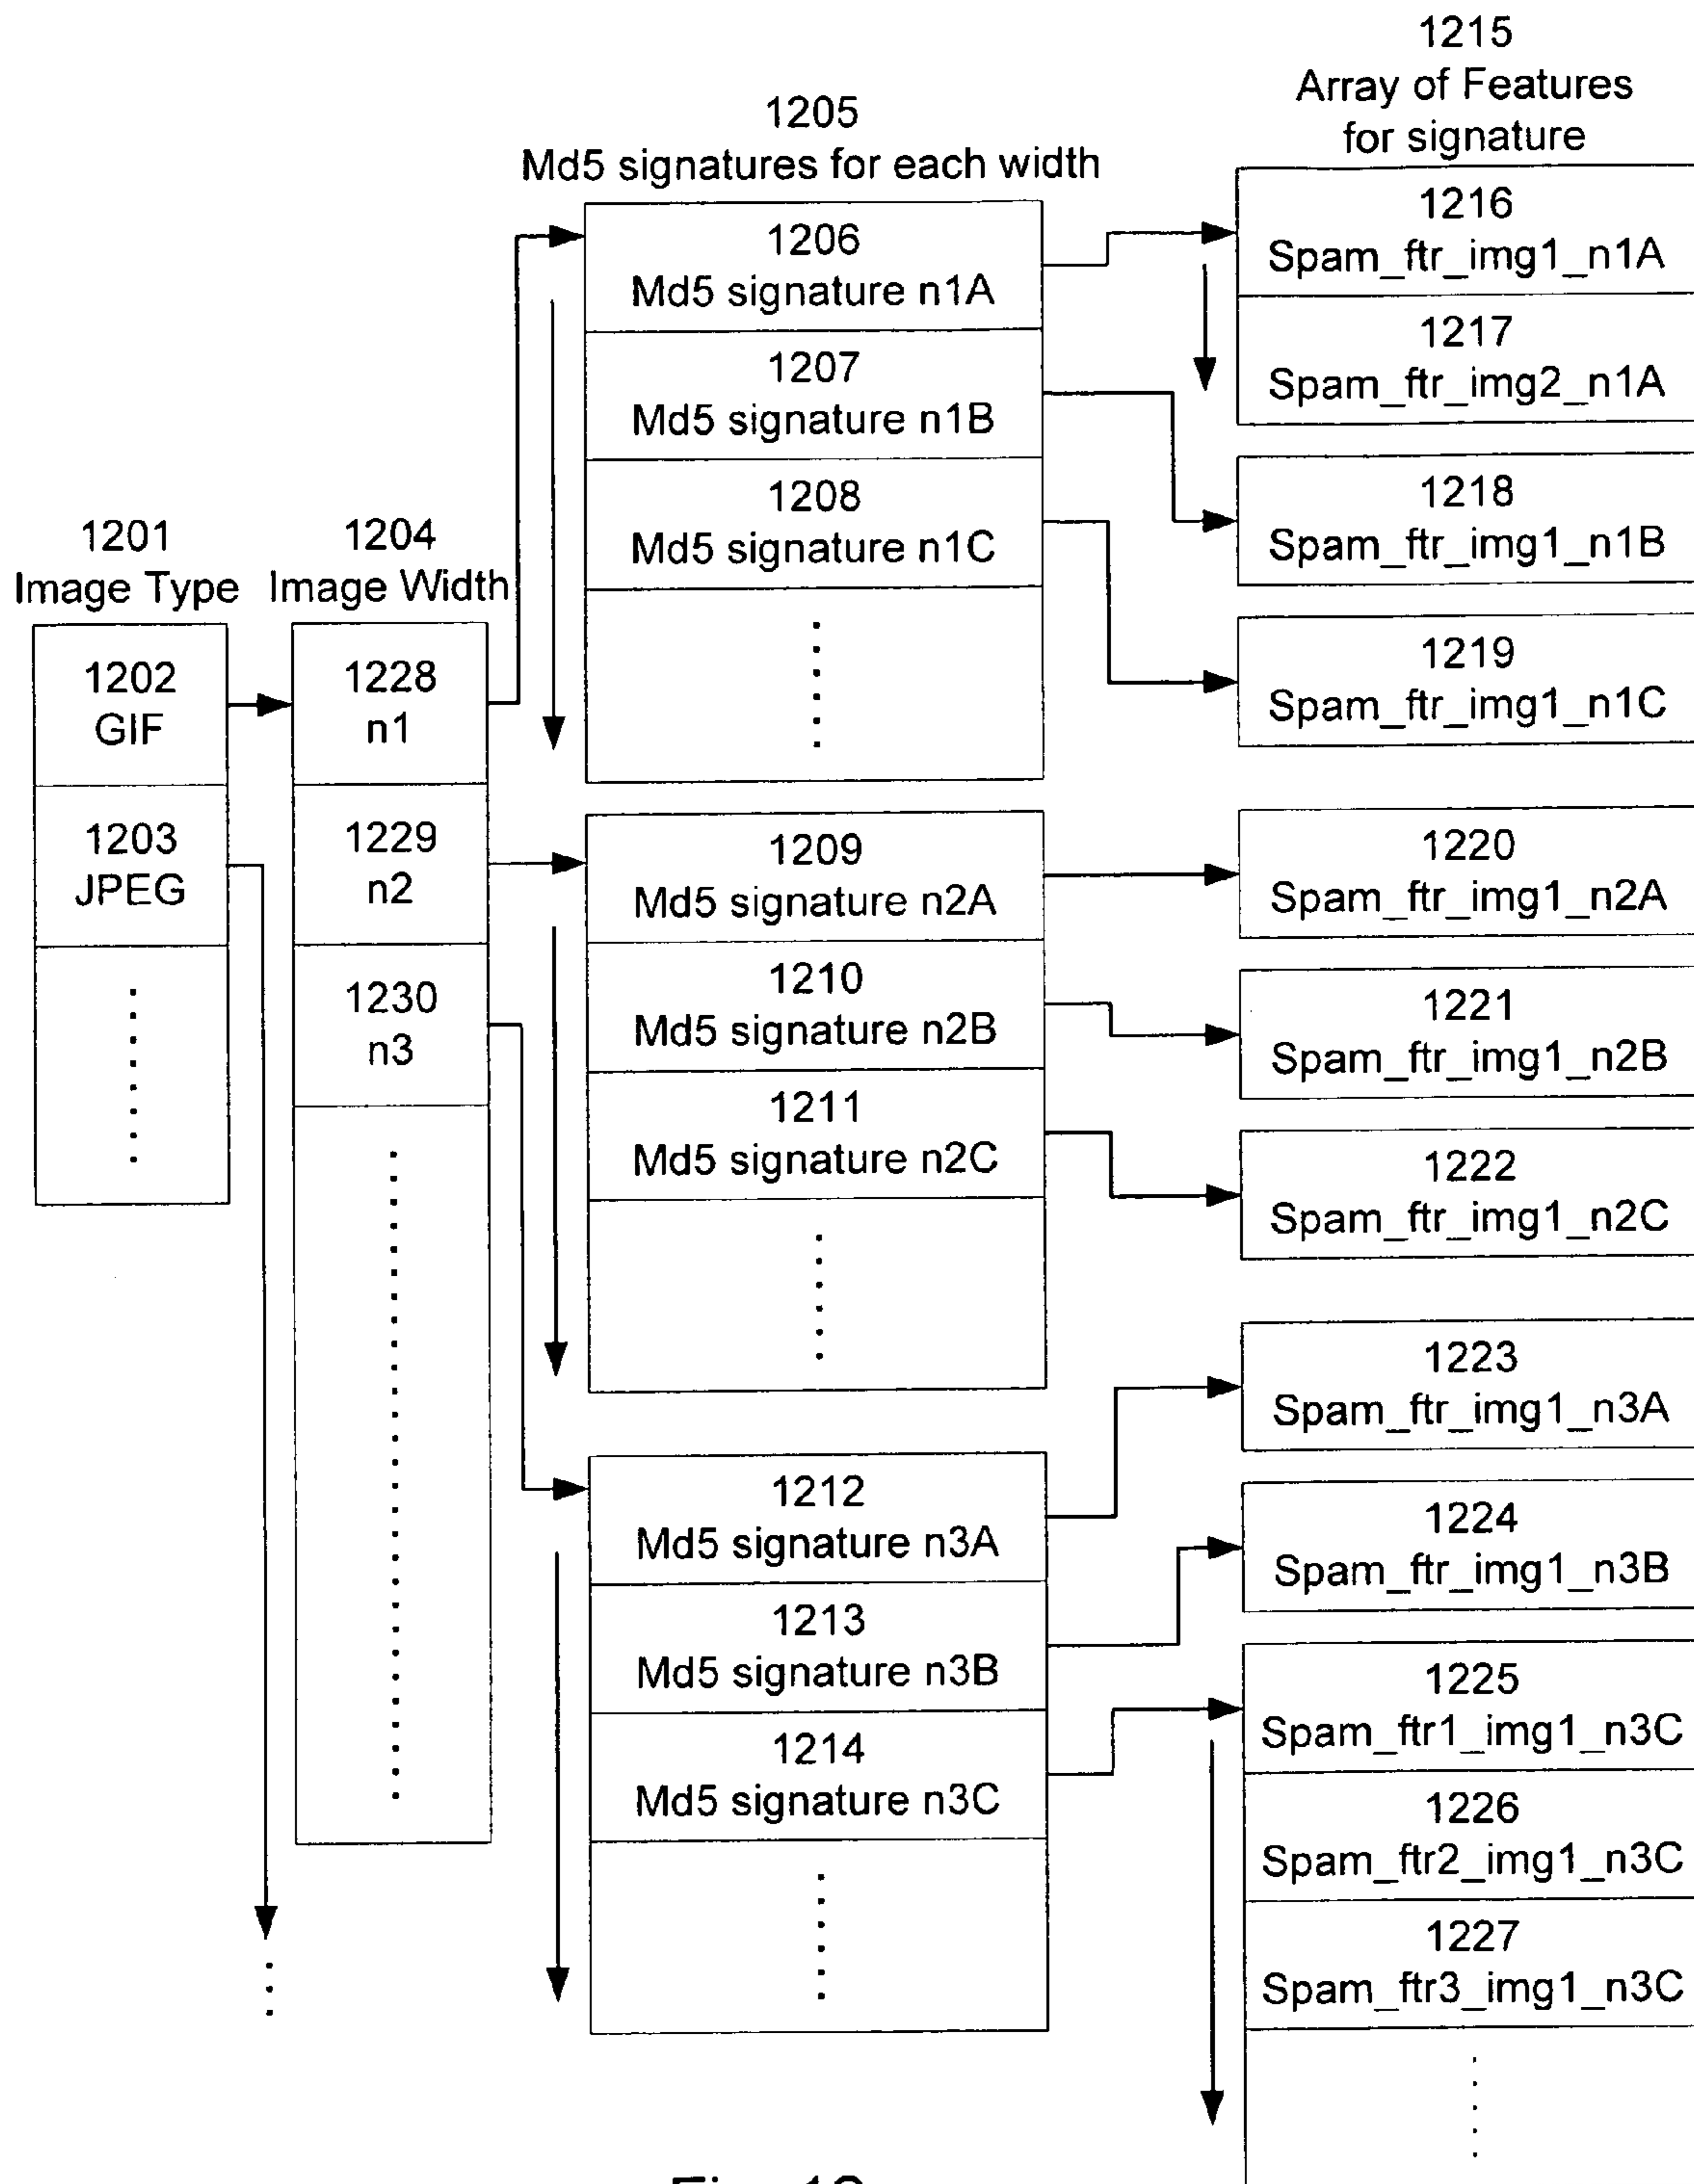 1201
Image Type
1202
GIF
1203
JPEG
1204
Image Width
1228
n1
1229
n2
1230
n3
1205
Md5 signatures for each width
1206
Md5 signature n1A
1207
Md5 signature n1B
1208
Md5 signature n1C
1209
Md5 signature n2A
1210
Md5 signature n2B
1211
Md5 signature n2C
1212
Md5 signature n3A
1213
Md5 signature n3B
1214
Md5 signature n3C
1215
Array of Features
for signature
1216
Spam_ftr_img1_n1A
1217
Spam_ftr_img2_n1A
1218
Spam_ftr_img1_n1B
1219
Spam_ftr_img1_n1C
1220
Spam_ftr_img1_n2A
1221
Spam_ftr_img1_n2B
1222
Spam_ftr_img1_n2C
1223
Spam_ftr_img1_n3A
1224
Spam_ftr_img1_n3B
1225
Spam_ftr1_img1_n3C
1226
Spam_ftr2_img1_n3C
1227
Spam_ftr3_img1_n3C